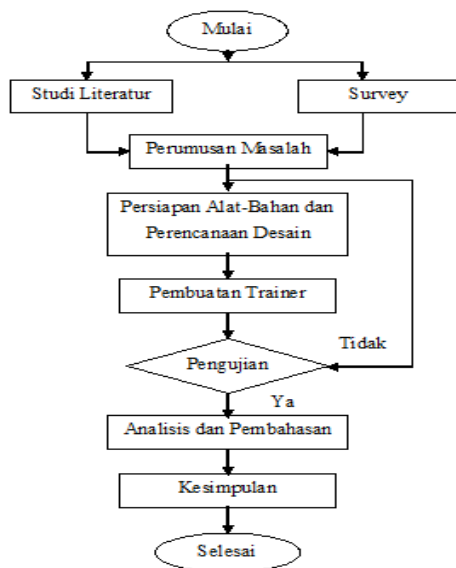 Mulai
Studi Literatur
Survey
Perumusan Masalah
Persiapan Alat-Bahan dan
Perencanaan Desain
Pembuatan Trainer
Tidak
Pengujian
Ya
Analisis dan Pembahasan
Kesimpulan
Selesai